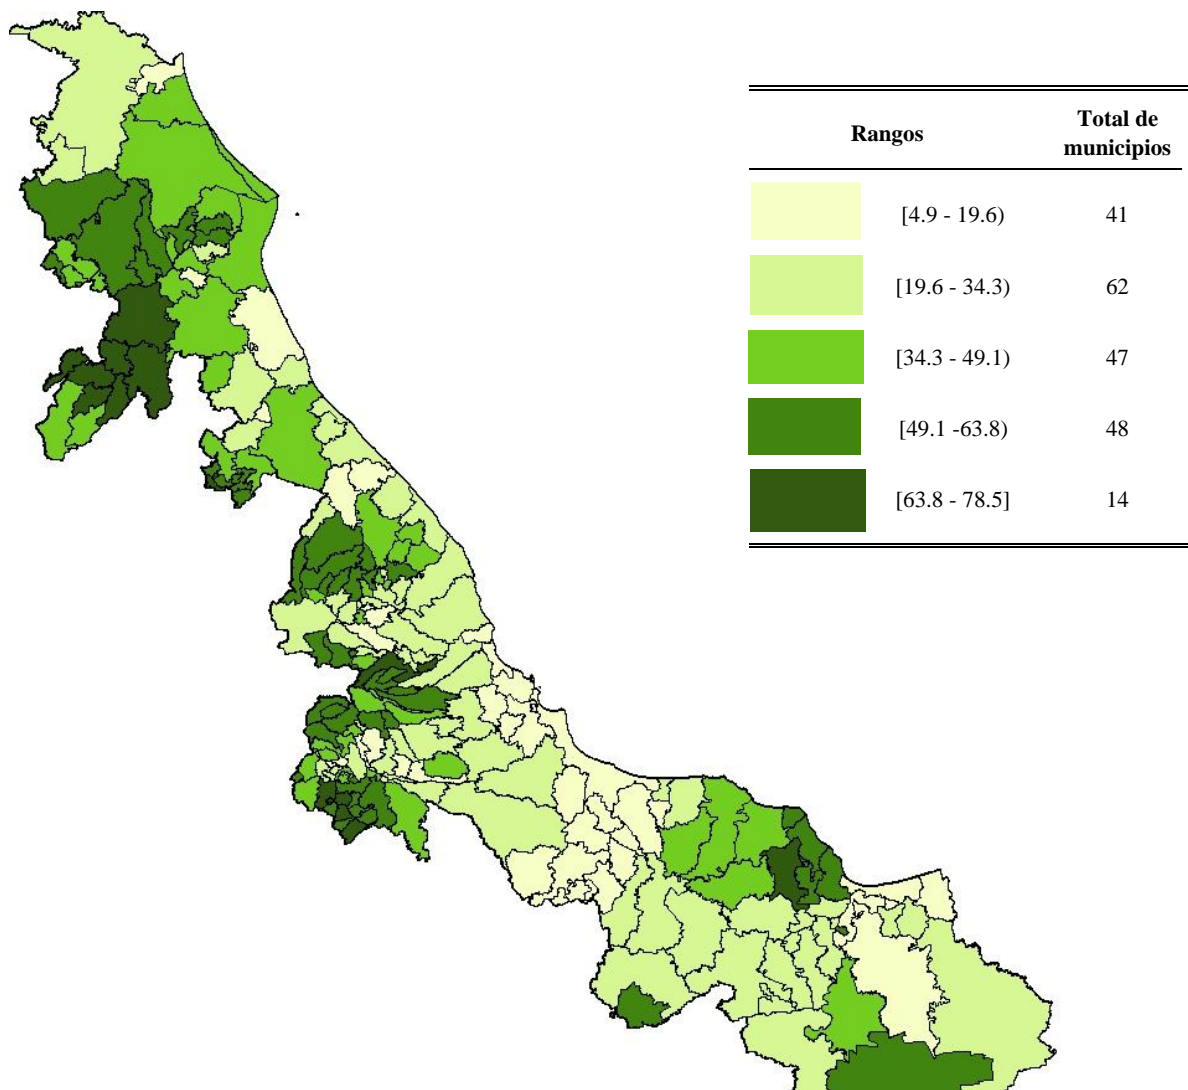 Rangos Total de municipios
[4.9 - 19.6) 41
[19.6 - 34.3) 62
[34.3 - 49.1) 47
[49.1 -63.8) 48
[63.8 - 78.5] 14